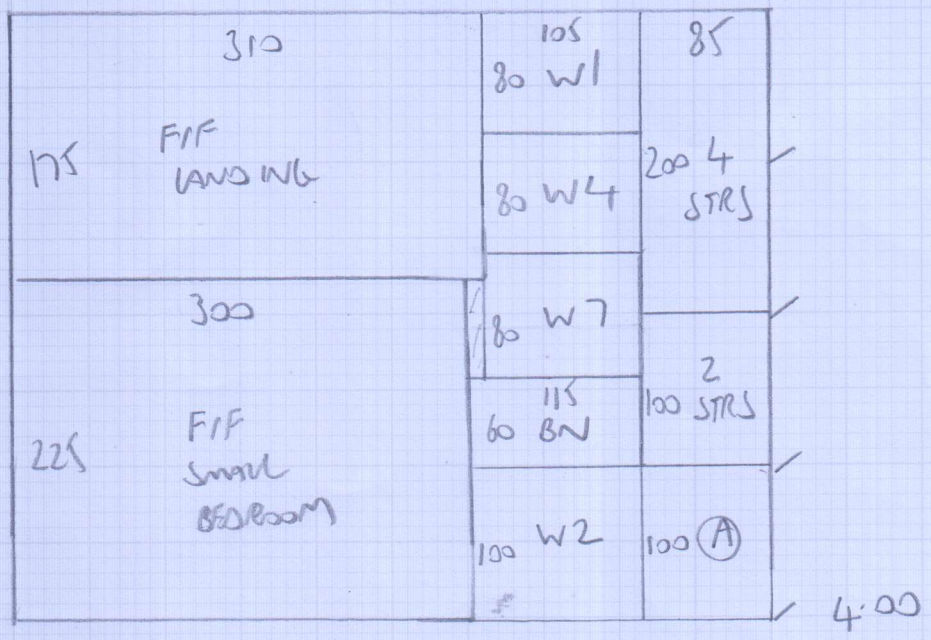 310
175
F/F
LANDING
105
80 W1
85
80 W4
200 4
STRS
80 W7
300
225
F/F
SMALL
BEDROOM
115
60 BN
2
100 STRS
100 W2
100 A
4.00